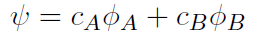 ψ = c_Aϕ_A + c_Bϕ_B